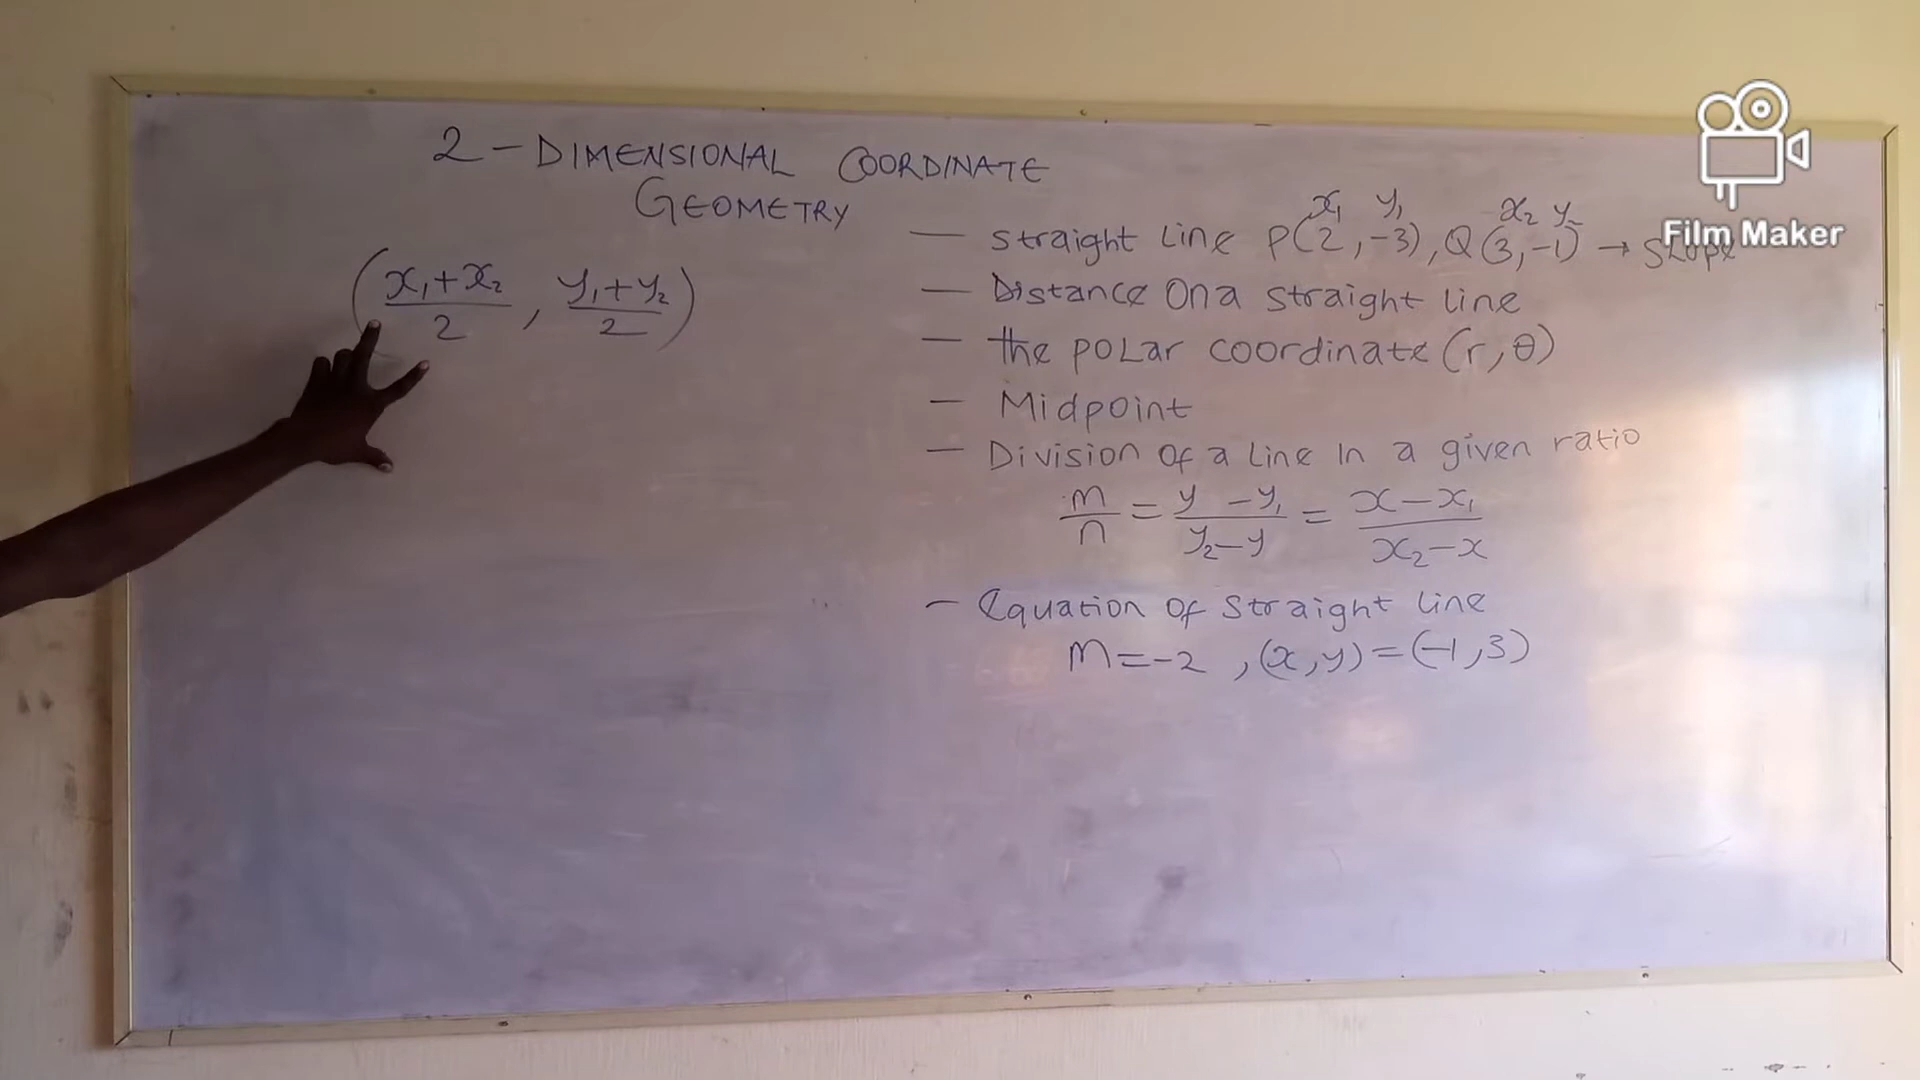 2 - DIMENSIONAL COORDINATE
GEOMETRY
(x₁+x₂/2 , y₁+y₂/2)
x₁ y₁ x₂ y₂
— straight Line P(2,-3), Q(3,-1) → Slope
— Distance On a straight line
— the poLar coordinate (r,θ)
— Midpoint
— Division Of a Line In a given ratio
m/n = y-y₁/y₂-y = x-x₁/x₂-x
— Equation Of Straight Line
M=-2 , (x,y)=(-1,3)
Film Maker